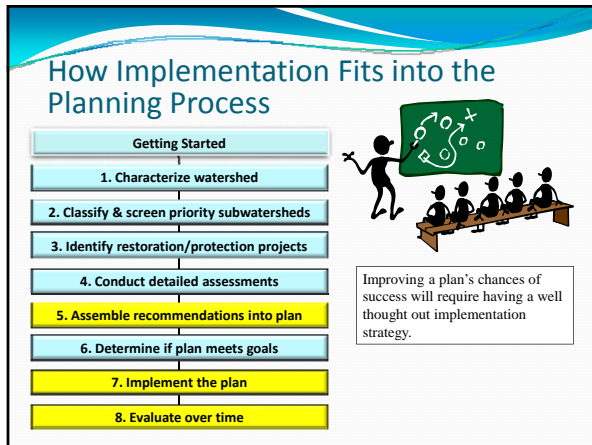 How Implementation Fits into the
Planning Process
Getting Started
1. Characterize watershed
2. Classify & screen priority subwatersheds
3. Identify restoration/protection projects
4. Conduct detailed assessments
5. Assemble recommendations into plan
6. Determine if plan meets goals
7. Implement the plan
8. Evaluate over time
Improving a plan's chances of
success will require having a well
thought out implementation
strategy.